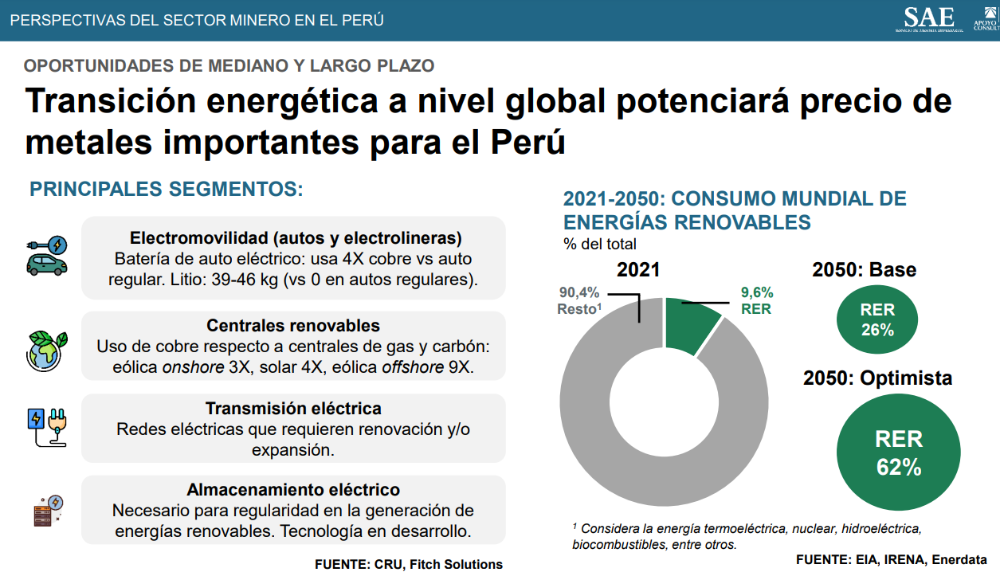 PERSPECTIVAS DEL SECTOR MINERO EN EL PERÚ
SAE
SERVICIO DE ASESORÍA EMPRESARIAL
APOYO
CONSULT
OPORTUNIDADES DE MEDIANO Y LARGO PLAZO
Transición energética a nivel global potenciará precio de
metales importantes para el Perú
PRINCIPALES SEGMENTOS:
Electromovilidad (autos y electrolineras)
Batería de auto eléctrico: usa 4X cobre vs auto
regular. Litio: 39-46 kg (vs 0 en autos regulares).
Centrales renovables
Uso de cobre respecto a centrales de gas y carbón:
eólica onshore 3X, solar 4X, eólica offshore 9X.
Transmisión eléctrica
Redes eléctricas que requieren renovación y/o
expansión.
Almacenamiento eléctrico
Necesario para regularidad en la generación de
energías renovables. Tecnología en desarrollo.
FUENTE: CRU, Fitch Solutions
2021-2050: CONSUMO MUNDIAL DE
ENERGÍAS RENOVABLES
% del total
2021
90,4%
Resto¹
9,6%
RER
2050: Base
RER
26%
2050: Optimista
RER
62%
¹ Considera la energía termoeléctrica, nuclear, hidroeléctrica,
biocombustibles, entre otros.
FUENTE: EIA, IRENA, Enerdata